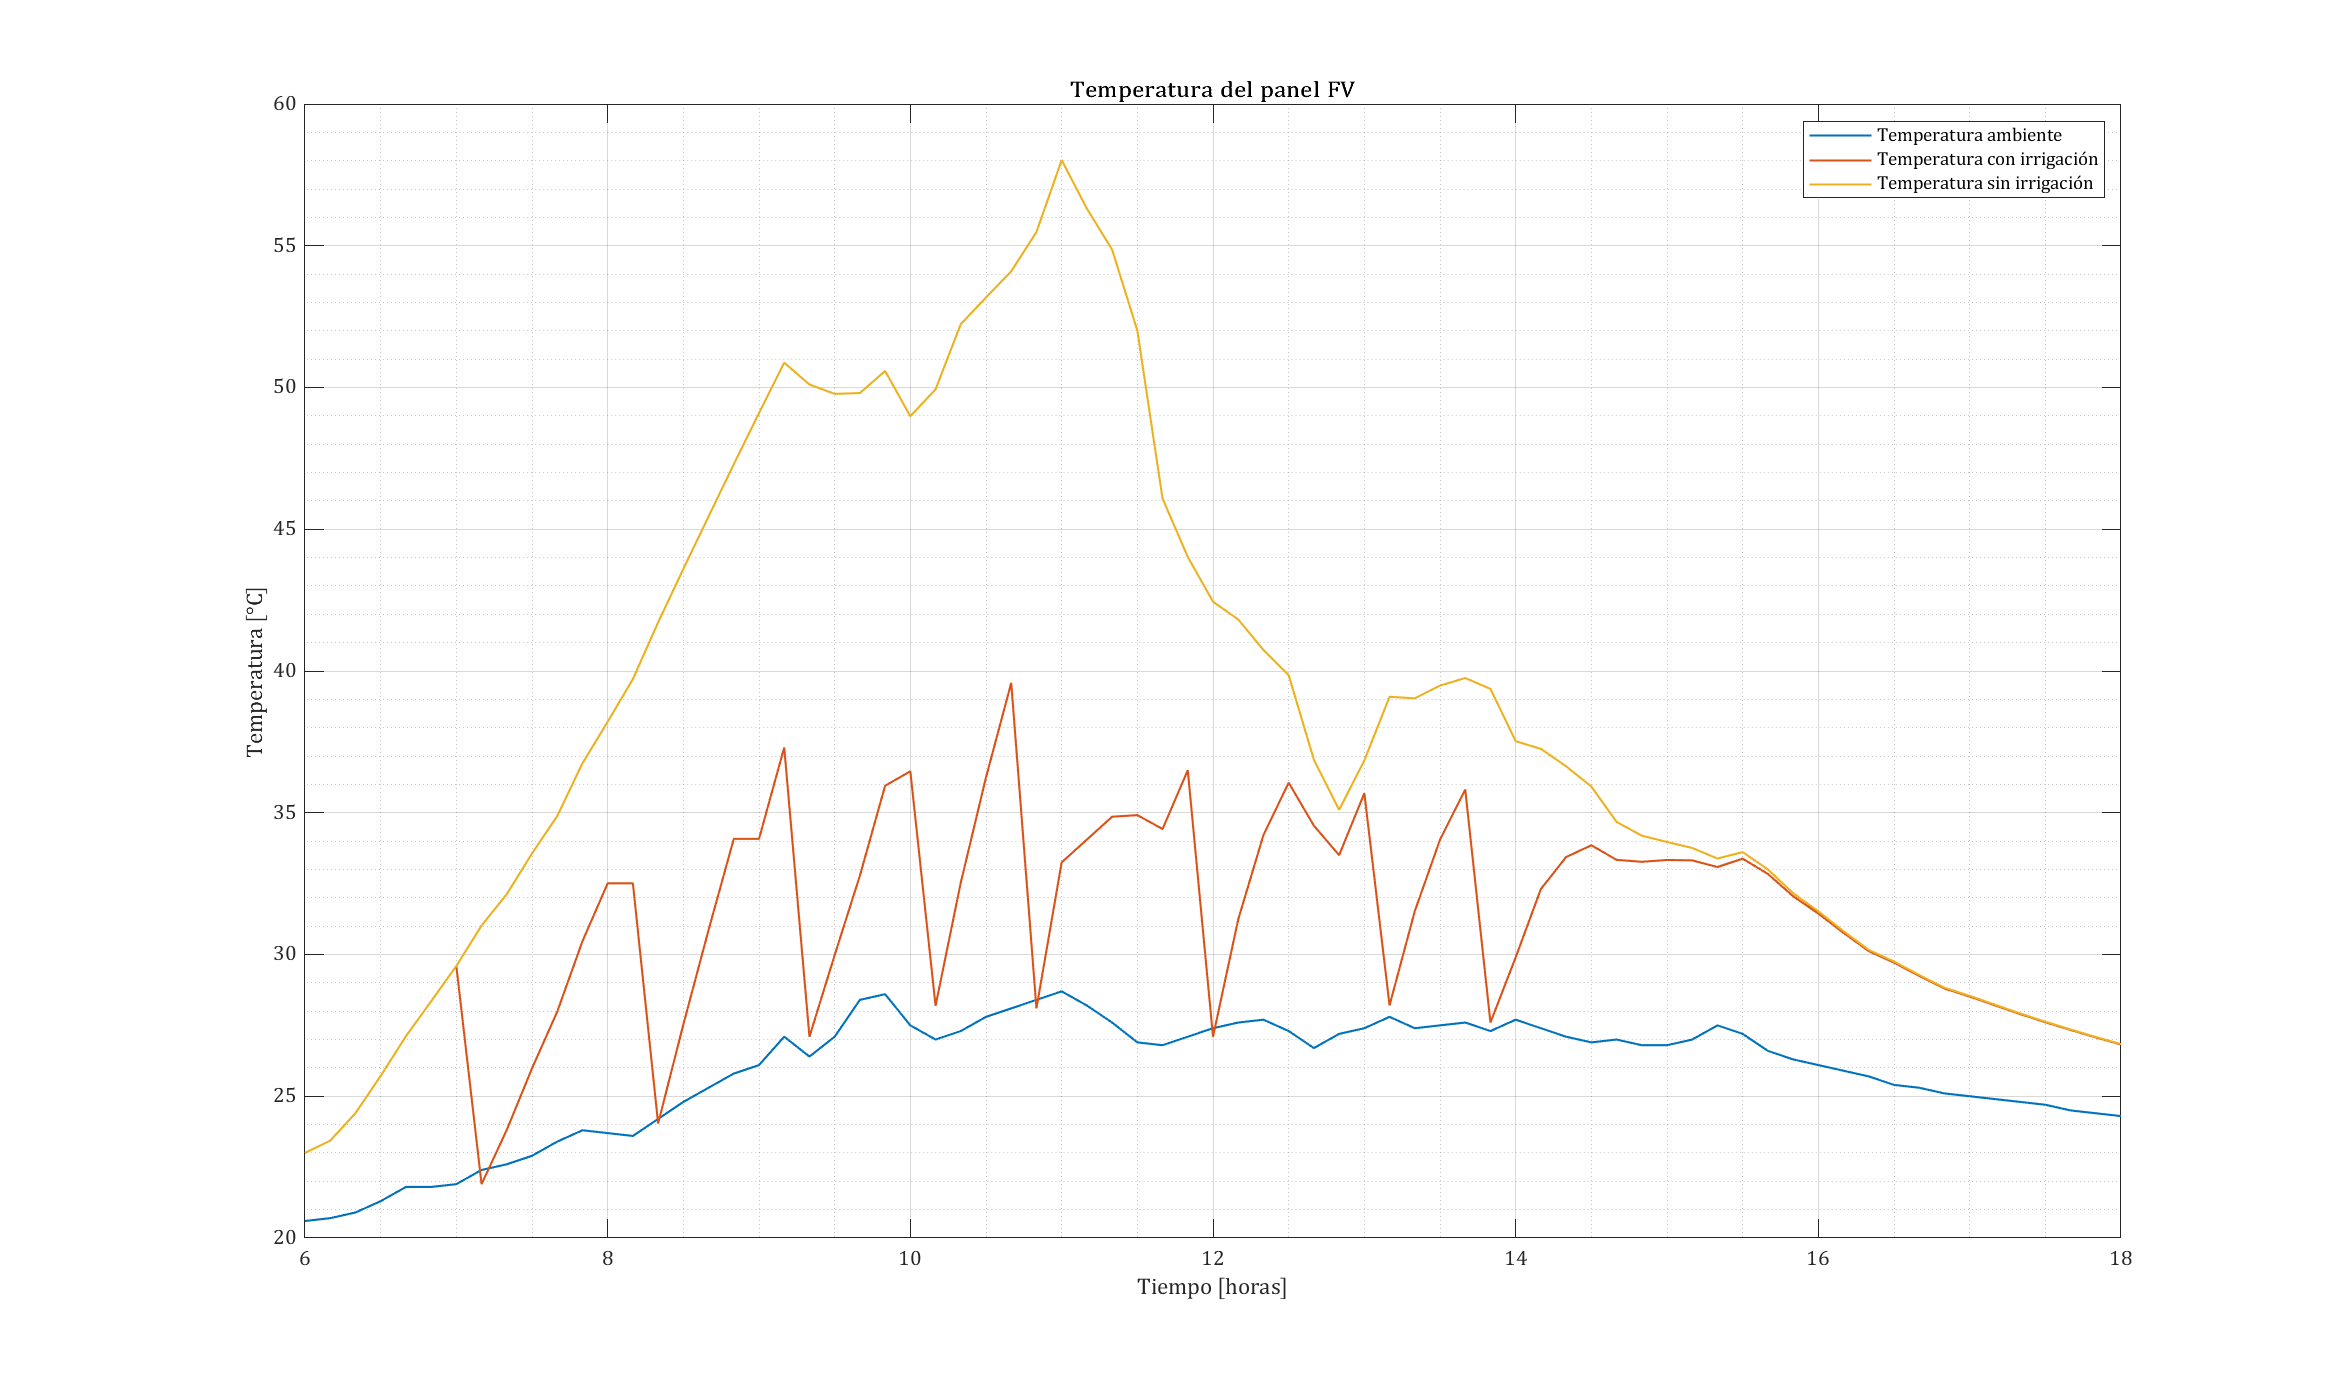 Temperatura del panel FV
60
55
50
45
40
35
30
25
20
Temperatura [°C]
6 8 10 12 14 16 18
Tiempo [horas]
Temperatura ambiente
Temperatura con irrigación
Temperatura sin irrigación